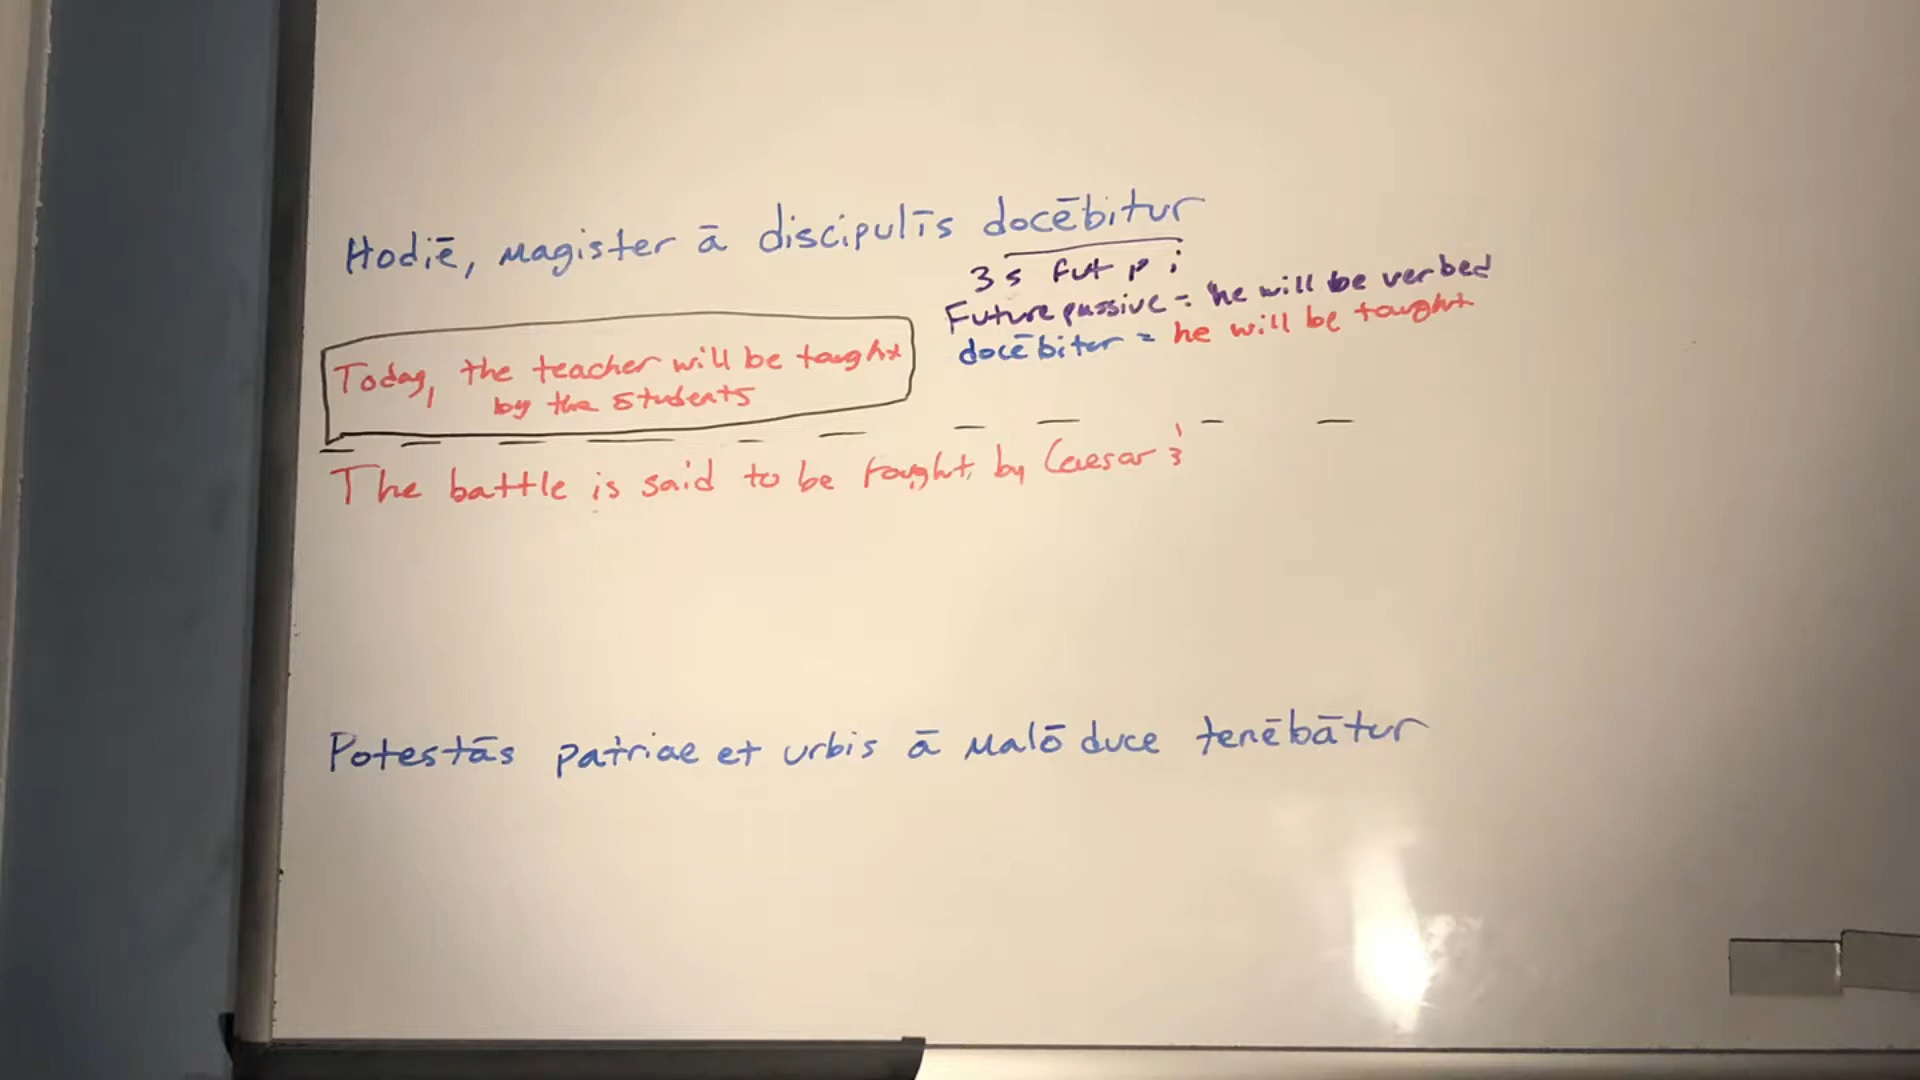 Hodiē, magister ā discipulīs docēbitur
3 s fut p i
Future passive = he will be verbed
docēbitur = he will be taught
Today, the teacher will be taught
by the students
The battle is said to be fought by Caesar
Potestās patriae et urbis ā malō duce tenēbātur